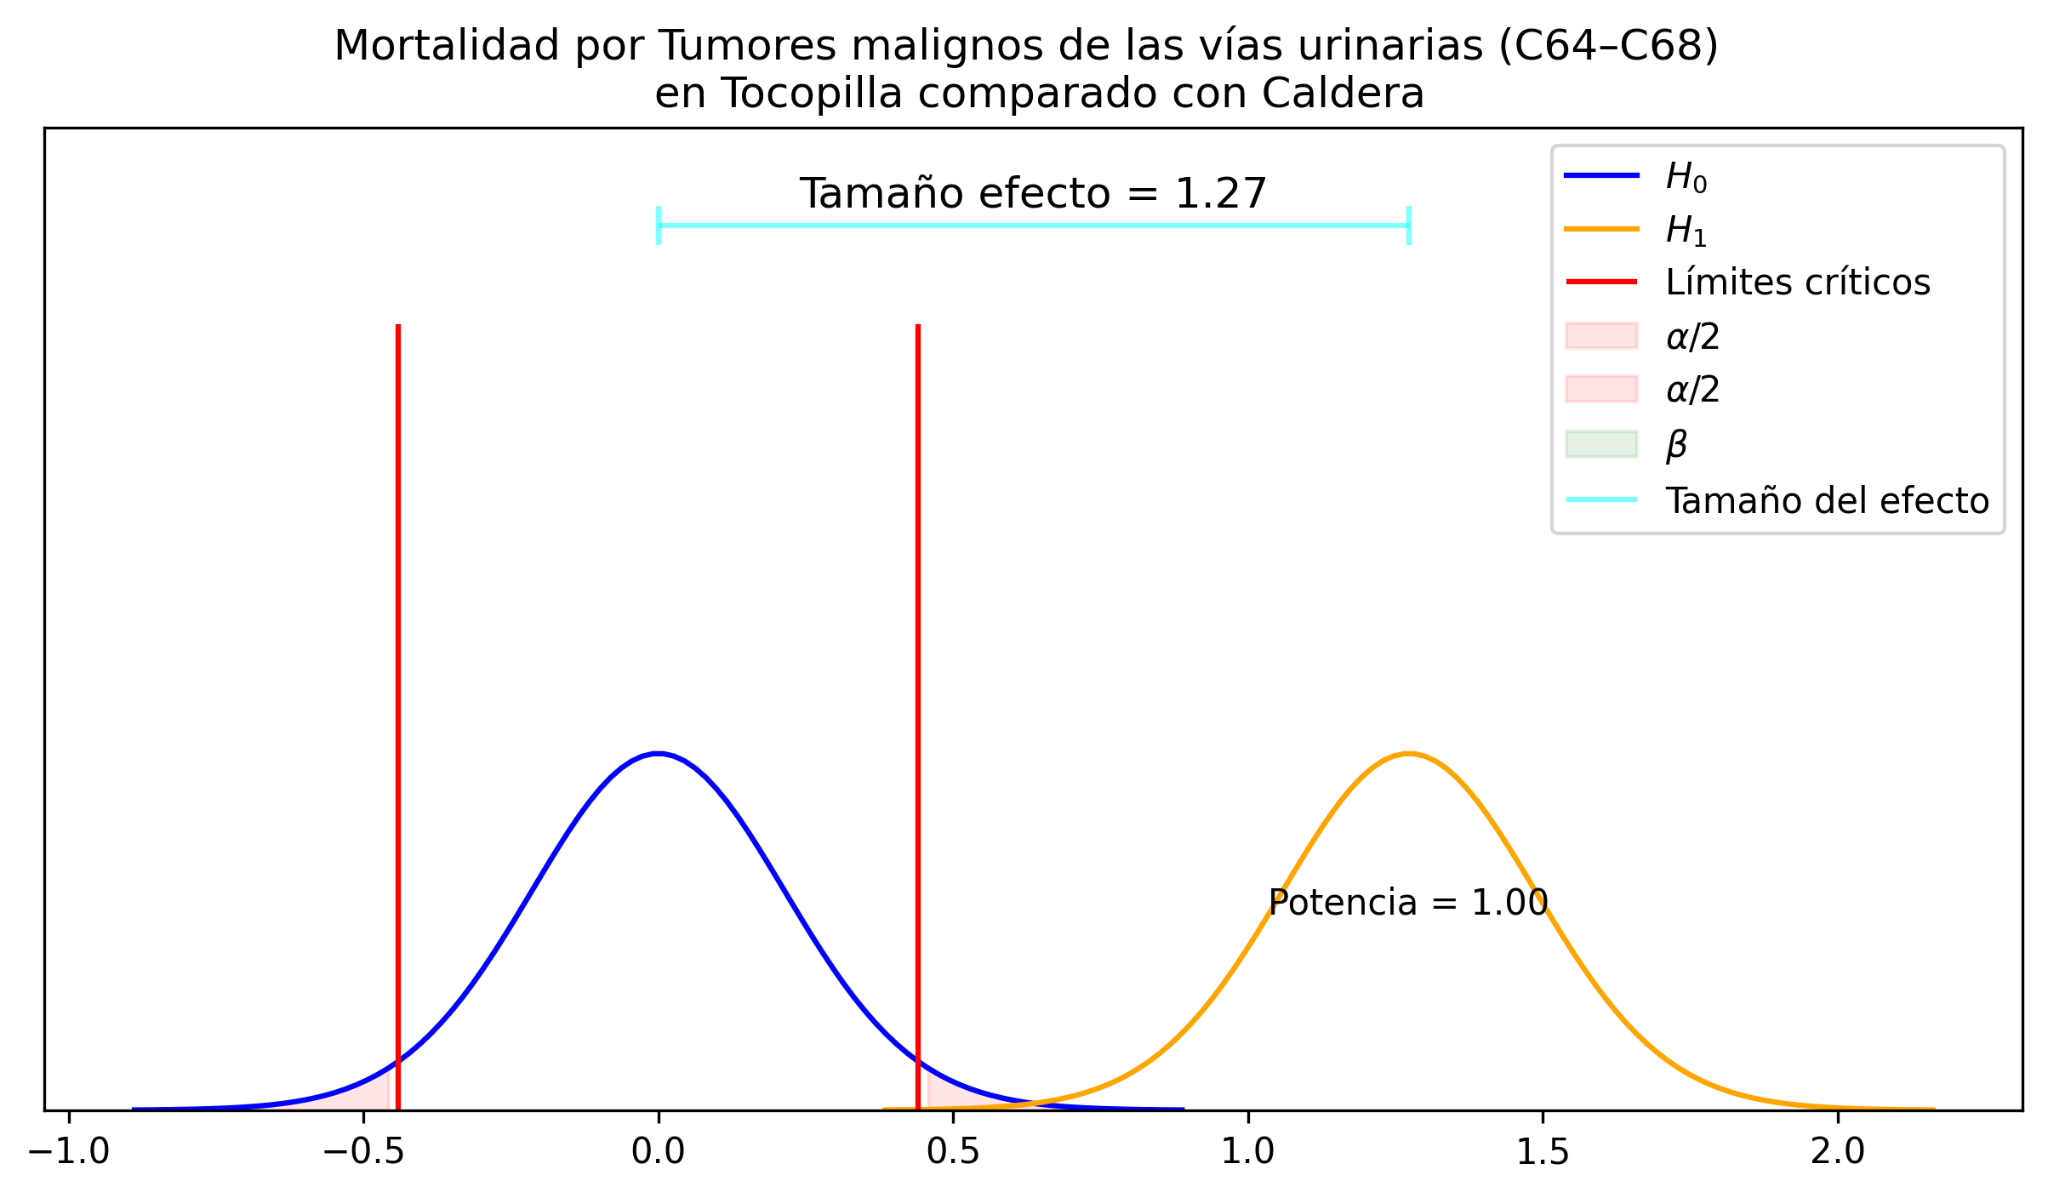 Mortalidad por Tumores malignos de las vías urinarias (C64–C68)
en Tocopilla comparado con Caldera
Tamaño efecto = 1.27
H₀
H₁
Límites críticos
α/2
α/2
β
Tamaño del efecto
Potencia = 1.00
−1.0
−0.5
0.0
0.5
1.0
1.5
2.0